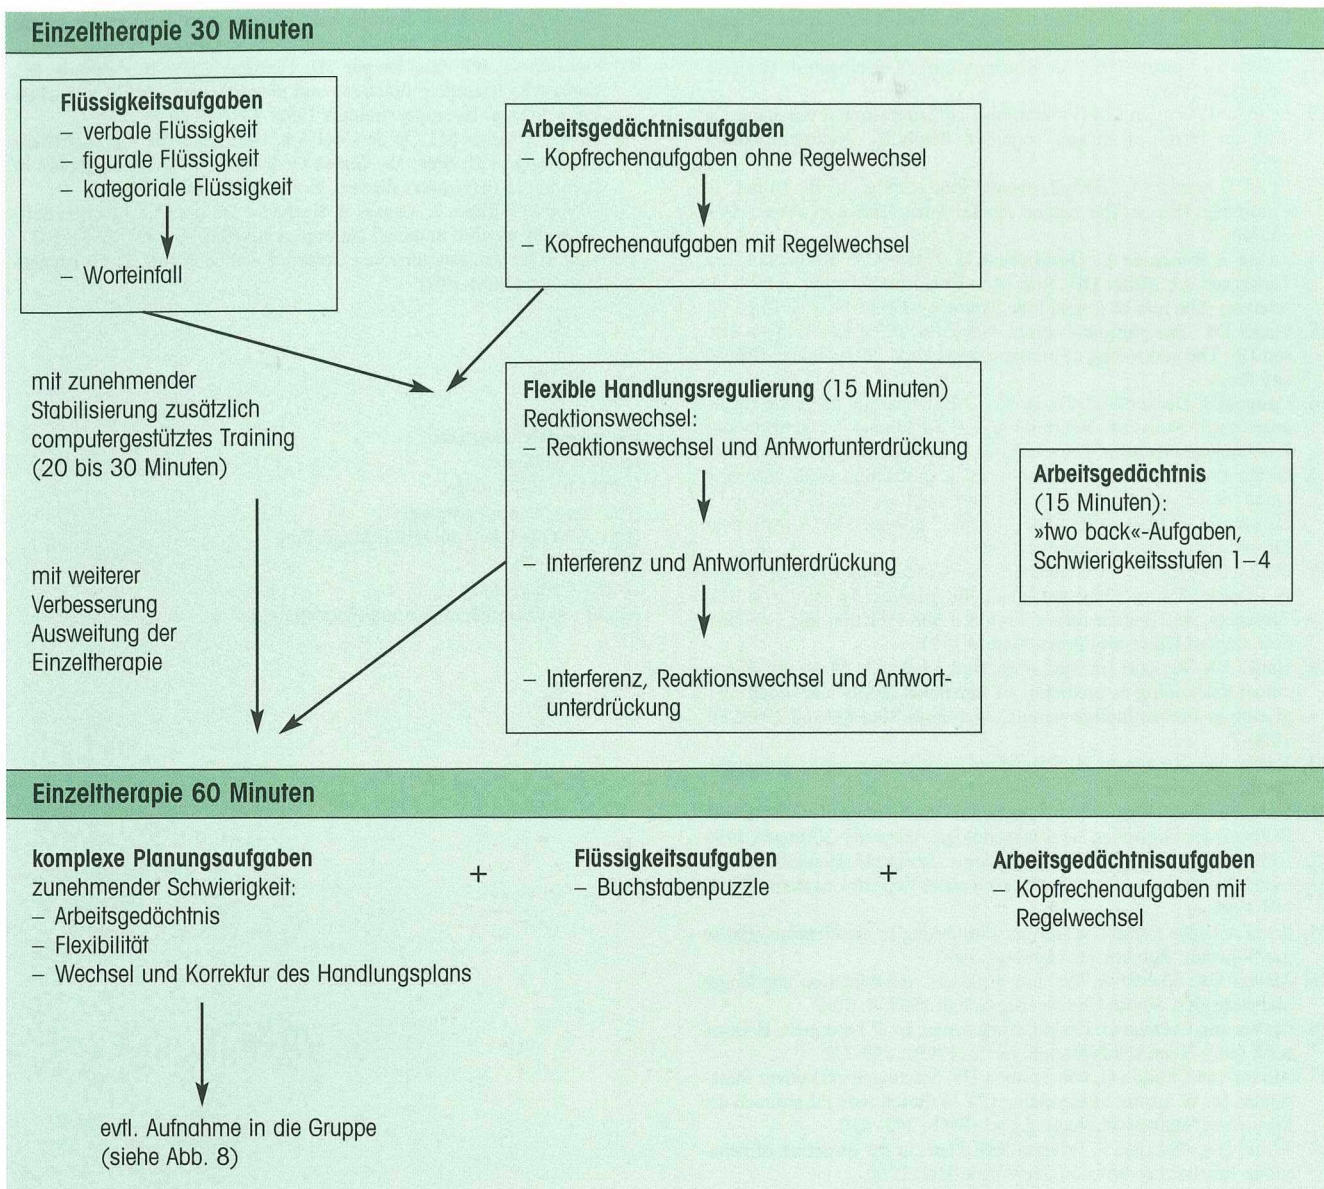 Einzeltherapie 30 Minuten
Flüssigkeitsaufgaben
– verbale Flüssigkeit
– figurale Flüssigkeit
– kategoriale Flüssigkeit
– Worteinfall
Arbeitsgedächtnisaufgaben
– Kopfrechenaufgaben ohne Regelwechsel
– Kopfrechenaufgaben mit Regelwechsel
mit zunehmender
Stabilisierung zusätzlich
computergestütztes Training
(20 bis 30 Minuten)
Flexible Handlungsregulierung (15 Minuten)
Reaktionswechsel:
– Reaktionswechsel und Antwortunterdrückung
– Interferenz und Antwortunterdrückung
– Interferenz, Reaktionswechsel und Antwort-
unterdrückung
Arbeitsgedächtnis
(15 Minuten):
»two back«-Aufgaben,
Schwierigkeitsstufen 1–4
mit weiterer
Verbesserung
Ausweitung der
Einzeltherapie
Einzeltherapie 60 Minuten
komplexe Planungsaufgaben
zunehmender Schwierigkeit:
– Arbeitsgedächtnis
– Flexibilität
– Wechsel und Korrektur des Handlungsplans
+
Flüssigkeitsaufgaben
– Buchstabenpuzzle
+
Arbeitsgedächtnisaufgaben
– Kopfrechenaufgaben mit
Regelwechsel
evtl. Aufnahme in die Gruppe
(siehe Abb. 8)